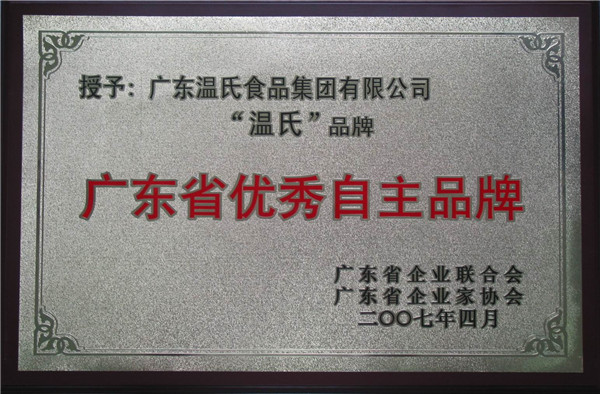 授予：广东温氏食品集团有限公司
“温氏”品牌
广东省优秀自主品牌
广东省企业联合会
广东省企业家协会
二〇〇七年四月